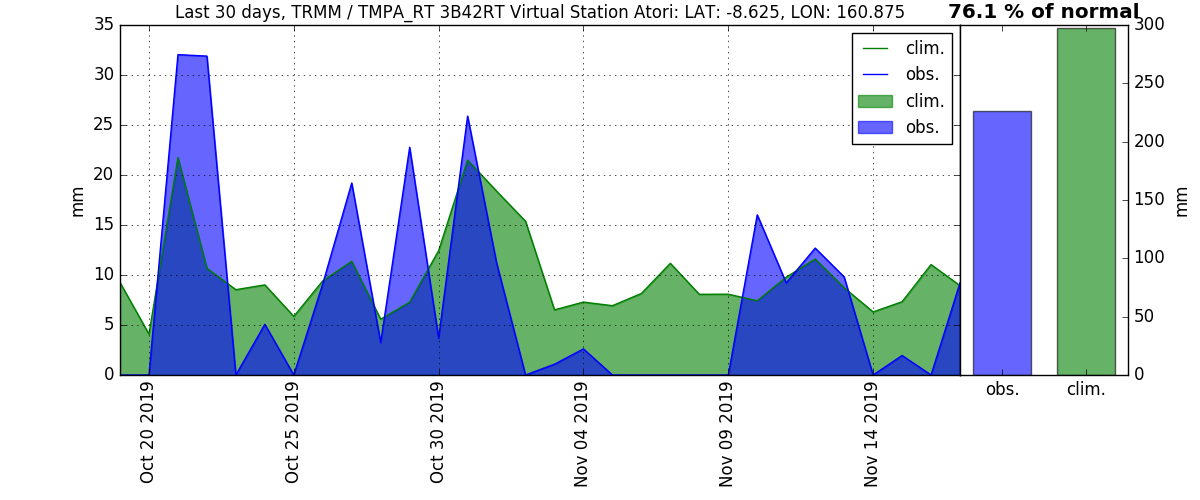 Last 30 days, TRMM / TMPA_RT 3B42RT Virtual Station Atori: LAT: -8.625, LON: 160.875
76.1 % of normal
35
30
25
20
15
10
5
0
mm
clim.
obs.
clim.
obs.
Oct 20 2019
Oct 25 2019
Oct 30 2019
Nov 04 2019
Nov 09 2019
Nov 14 2019
300
250
200
150
100
50
0
mm
obs.
clim.